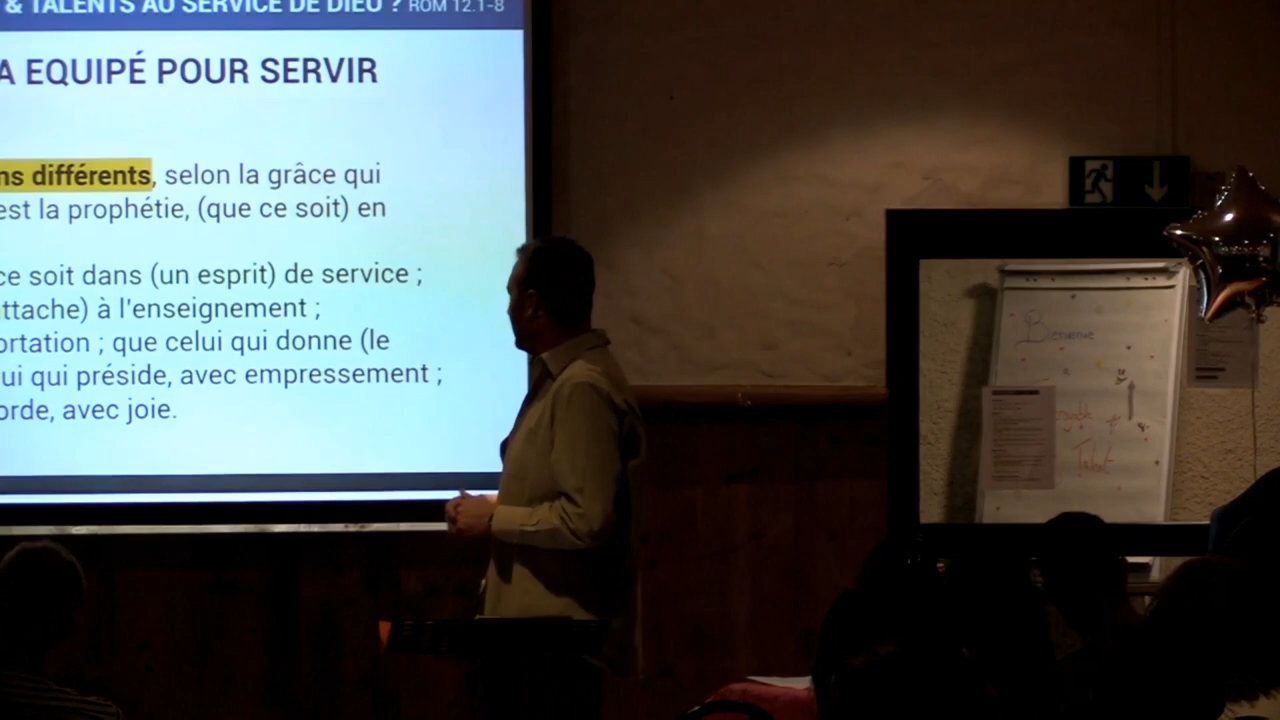 & TALENTS AU SERVICE DE DIEU ? ROM 12.1-8
A EQUIPÉ POUR SERVIR
ns différents, selon la grâce qui
est la prophétie, (que ce soit) en
ce soit dans (un esprit) de service ;
ttache) à l'enseignement ;
ortation ; que celui qui donne (le
ui qui préside, avec empressement ;
orde, avec joie.
Bienvenue
Talent